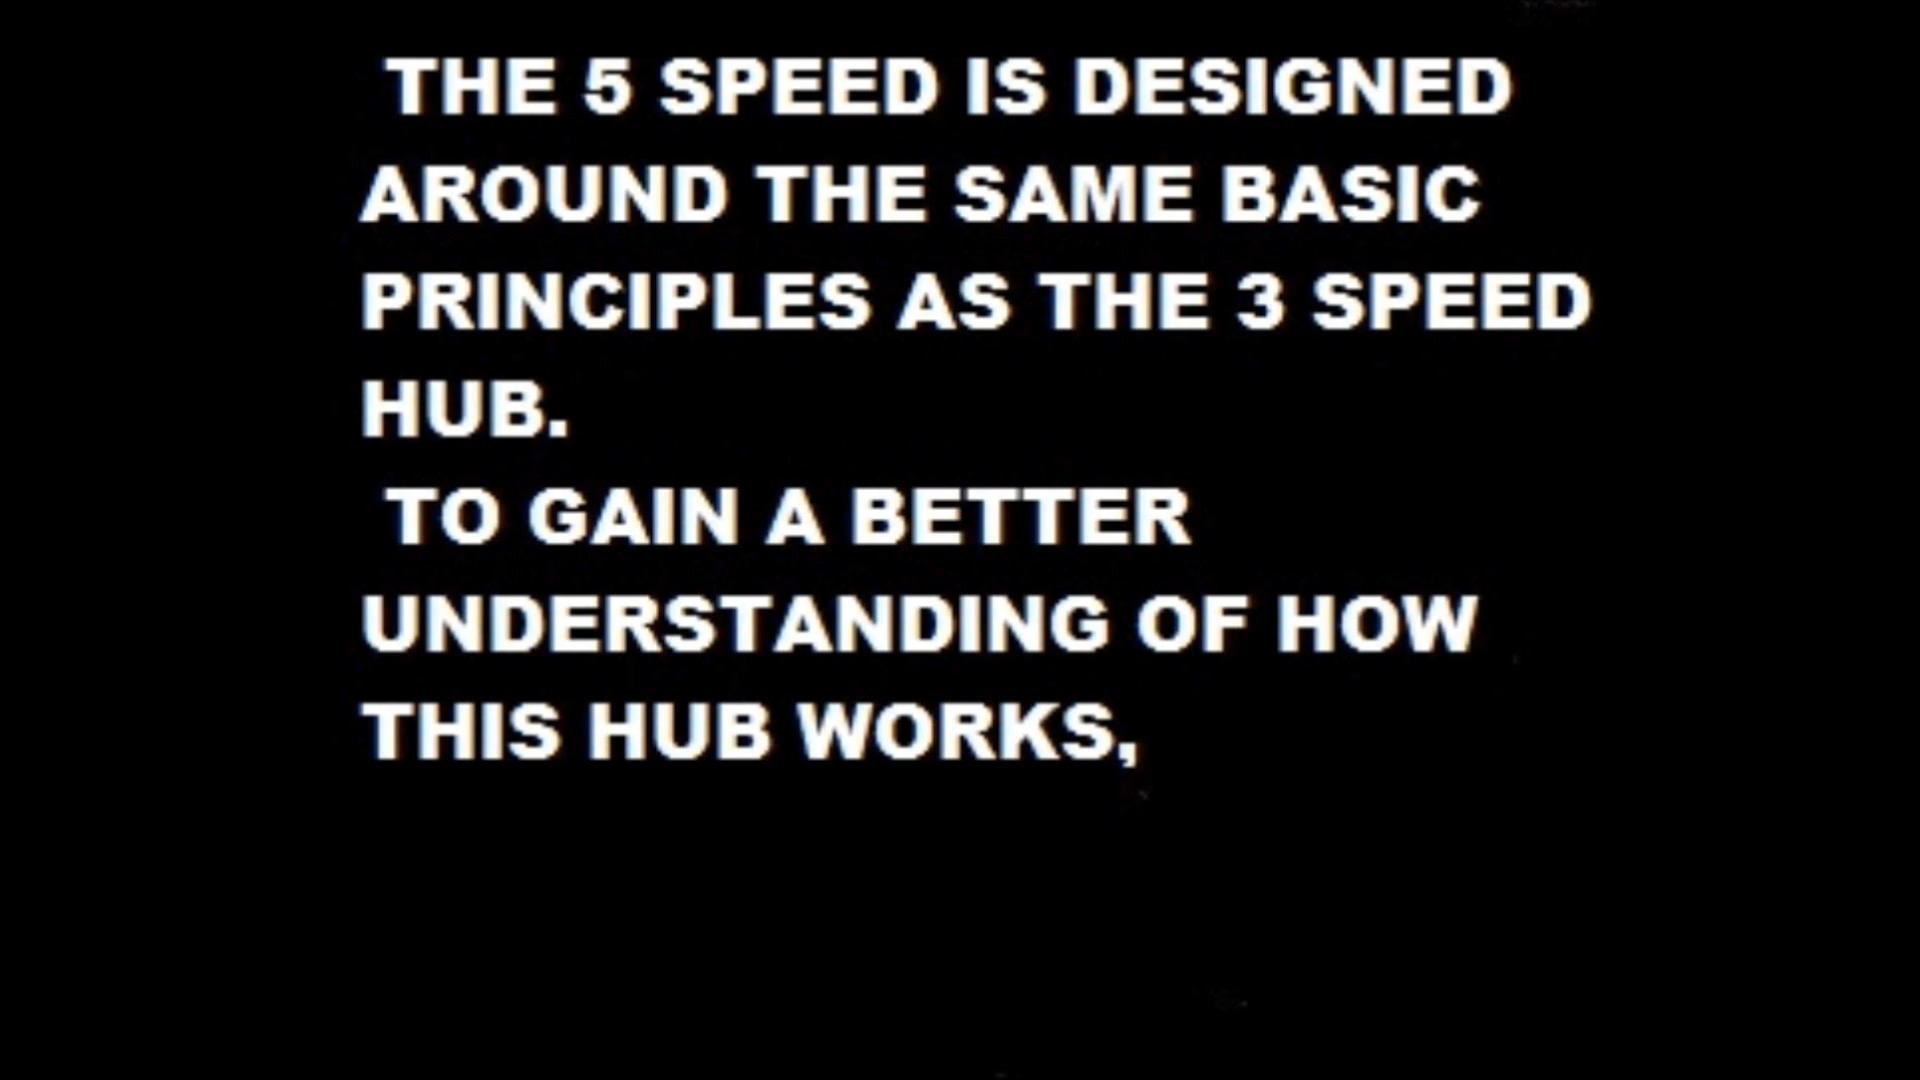 THE 5 SPEED IS DESIGNED
AROUND THE SAME BASIC
PRINCIPLES AS THE 3 SPEED
HUB.
TO GAIN A BETTER
UNDERSTANDING OF HOW
THIS HUB WORKS,